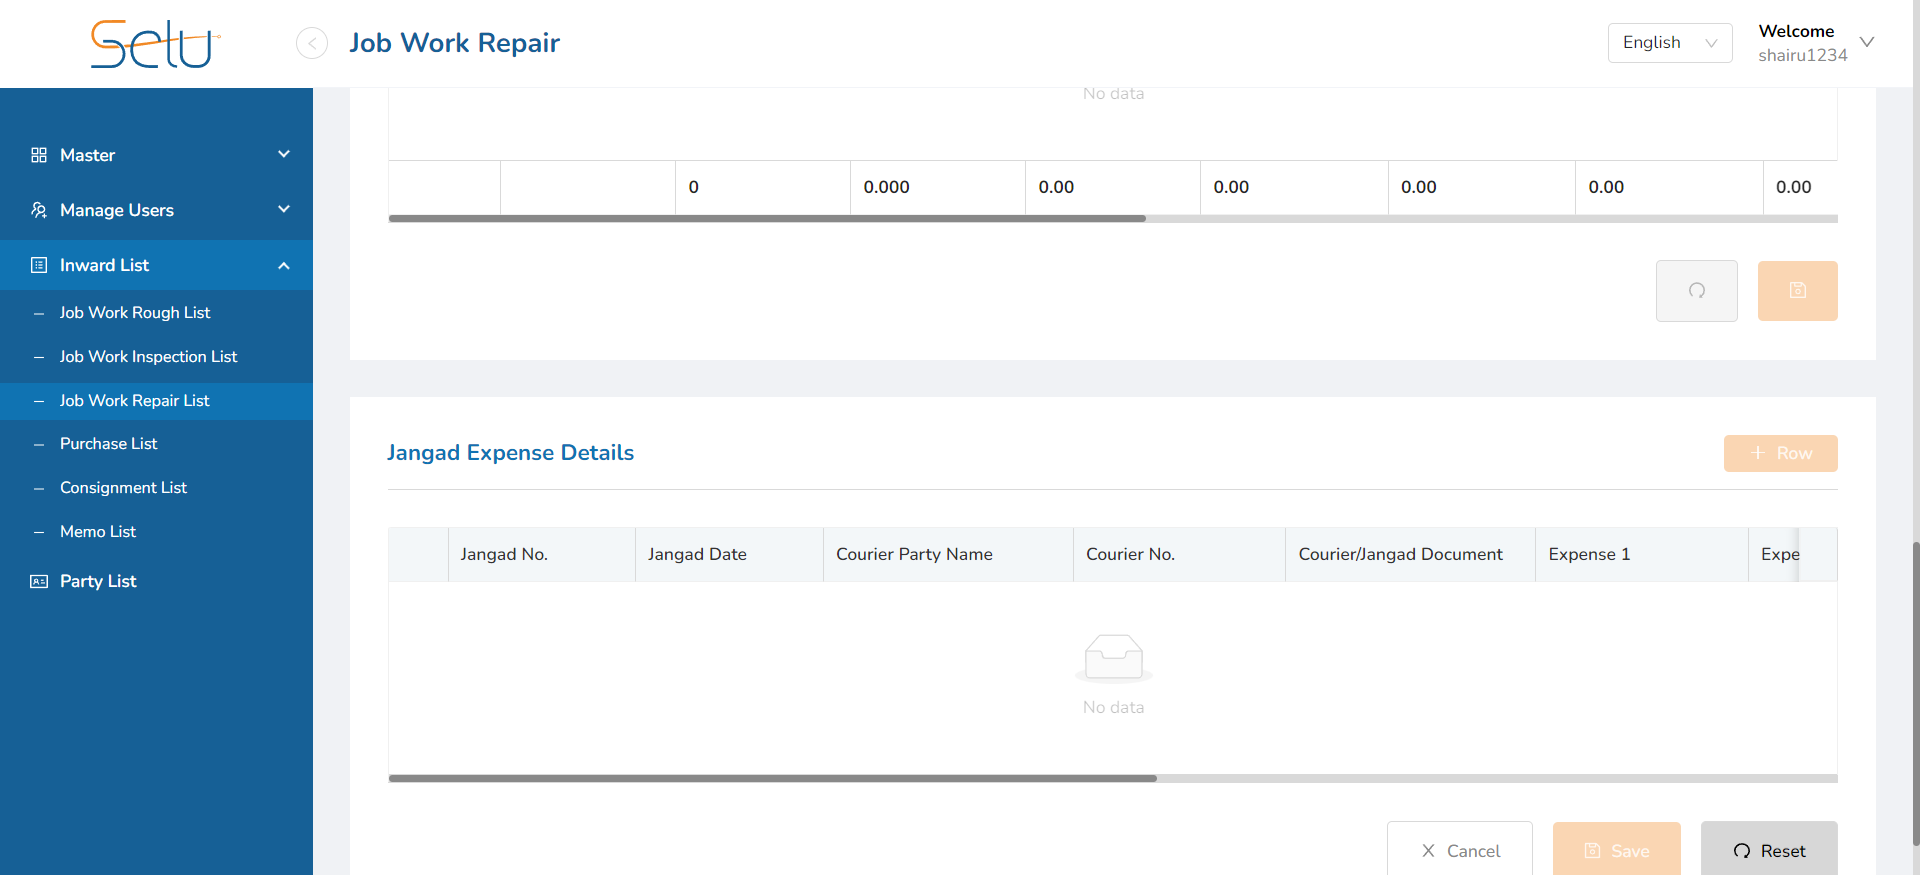 Selu
Job Work Repair
English
Welcome
shairu1234
Master
Manage Users
Inward List
Job Work Rough List
Job Work Inspection List
Job Work Repair List
Purchase List
Consignment List
Memo List
Party List
No data
0 0.000 0.00 0.00 0.00 0.00 0.00
Jangad Expense Details
+ Row
Jangad No. Jangad Date Courier Party Name Courier No. Courier/Jangad Document Expense 1 Expe
No data
Cancel Save Reset